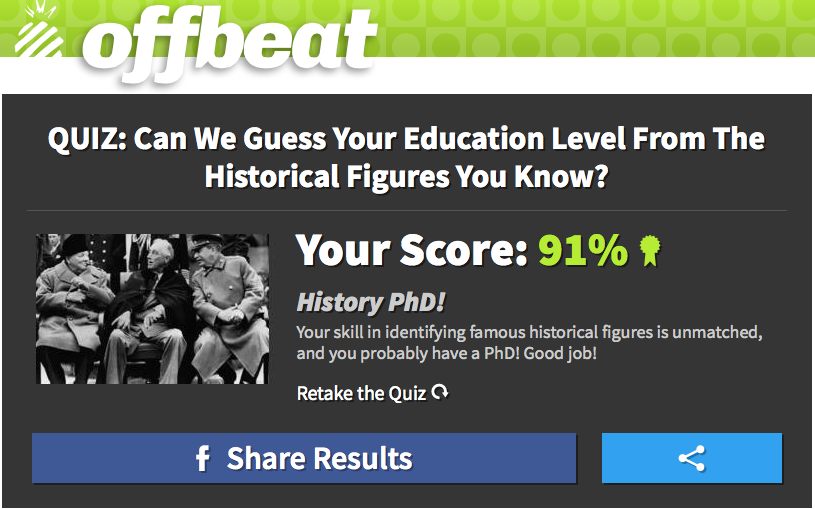 offbeat
QUIZ: Can We Guess Your Education Level From The
Historical Figures You Know?
Your Score: 91%
History PhD!
Your skill in identifying famous historical figures is unmatched,
and you probably have a PhD! Good job!
Retake the Quiz
f Share Results